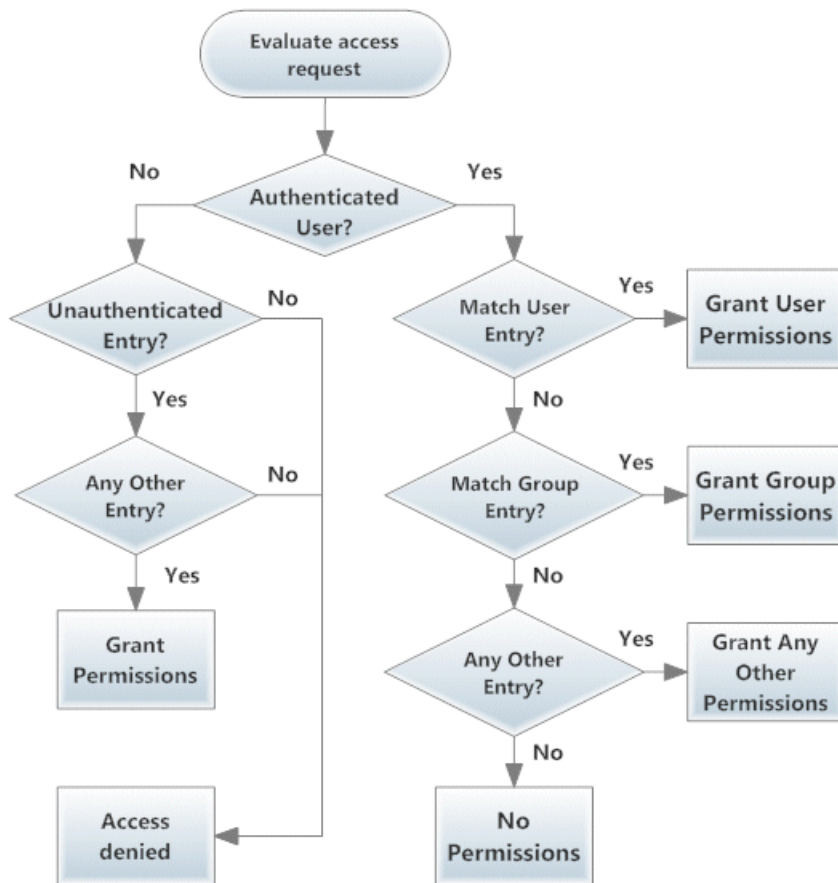 Evaluate access
request
No
Yes
Authenticated
User?
Unauthenticated
Entry?
No
Match User
Entry?
Yes
Grant User
Permissions
Yes
No
Any Other
Entry?
No
Match Group
Entry?
Yes
Grant Group
Permissions
Yes
No
Grant
Permissions
Any Other
Entry?
Yes
Grant Any
Other
Permissions
No
Access
denied
No
Permissions